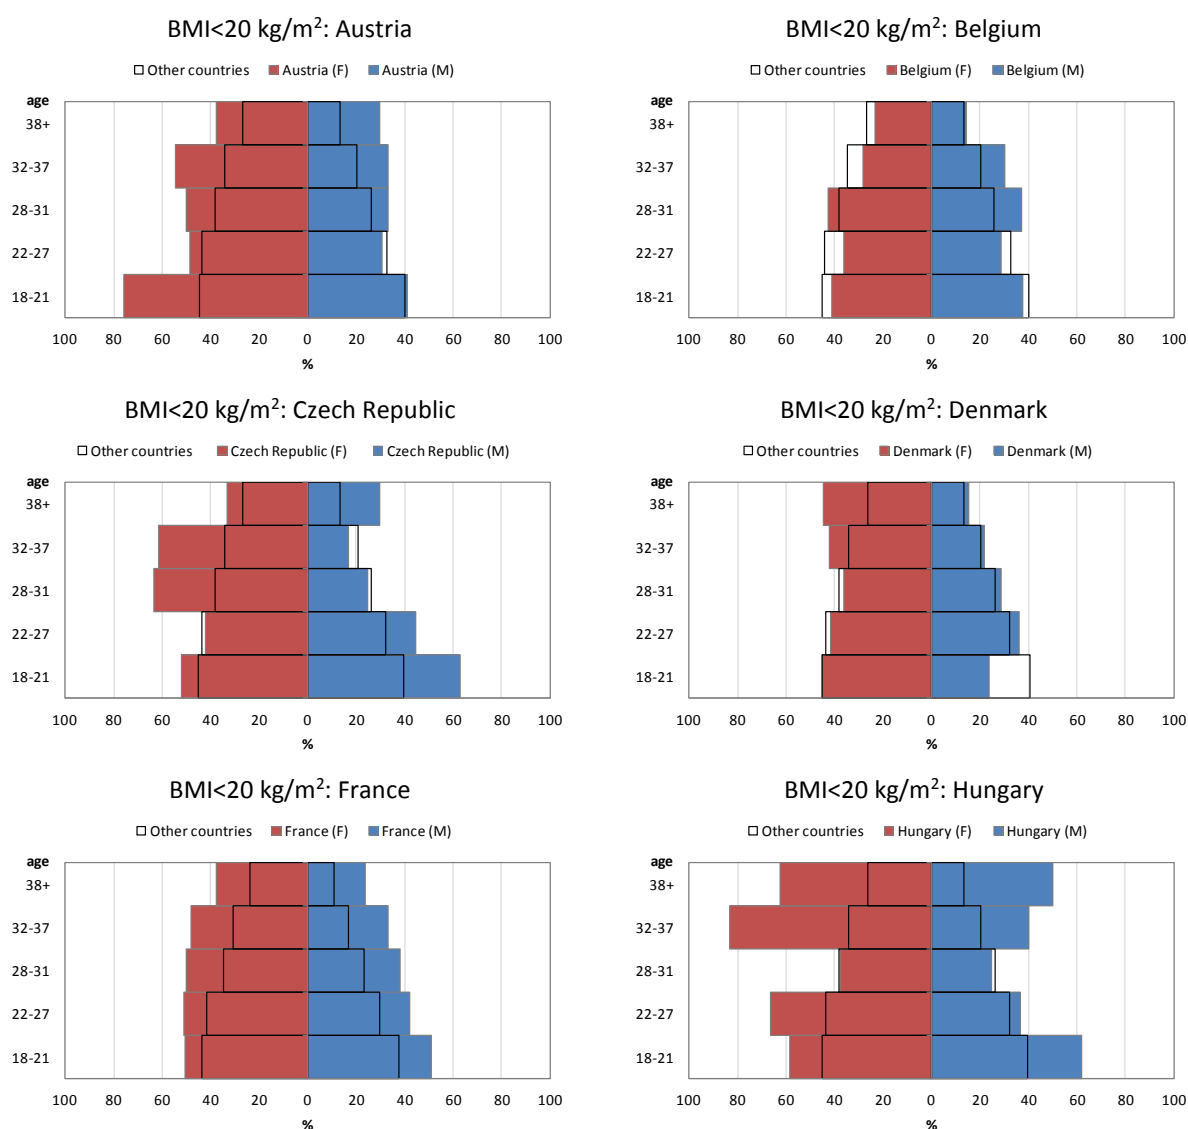 BMI<20 kg/m²: Austria
Other countries Austria (F) Austria (M)
age
38+
32-37
28-31
22-27
18-21
100 80 60 40 20 0 20 40 60 80 100
%
BMI<20 kg/m²: Belgium
Other countries Belgium (F) Belgium (M)
age
38+
32-37
28-31
22-27
18-21
100 80 60 40 20 0 20 40 60 80 100
%
BMI<20 kg/m²: Czech Republic
Other countries Czech Republic (F) Czech Republic (M)
age
38+
32-37
28-31
22-27
18-21
100 80 60 40 20 0 20 40 60 80 100
%
BMI<20 kg/m²: Denmark
Other countries Denmark (F) Denmark (M)
age
38+
32-37
28-31
22-27
18-21
100 80 60 40 20 0 20 40 60 80 100
%
BMI<20 kg/m²: France
Other countries France (F) France (M)
age
38+
32-37
28-31
22-27
18-21
100 80 60 40 20 0 20 40 60 80 100
%
BMI<20 kg/m²: Hungary
Other countries Hungary (F) Hungary (M)
age
38+
32-37
28-31
22-27
18-21
100 80 60 40 20 0 20 40 60 80 100
%